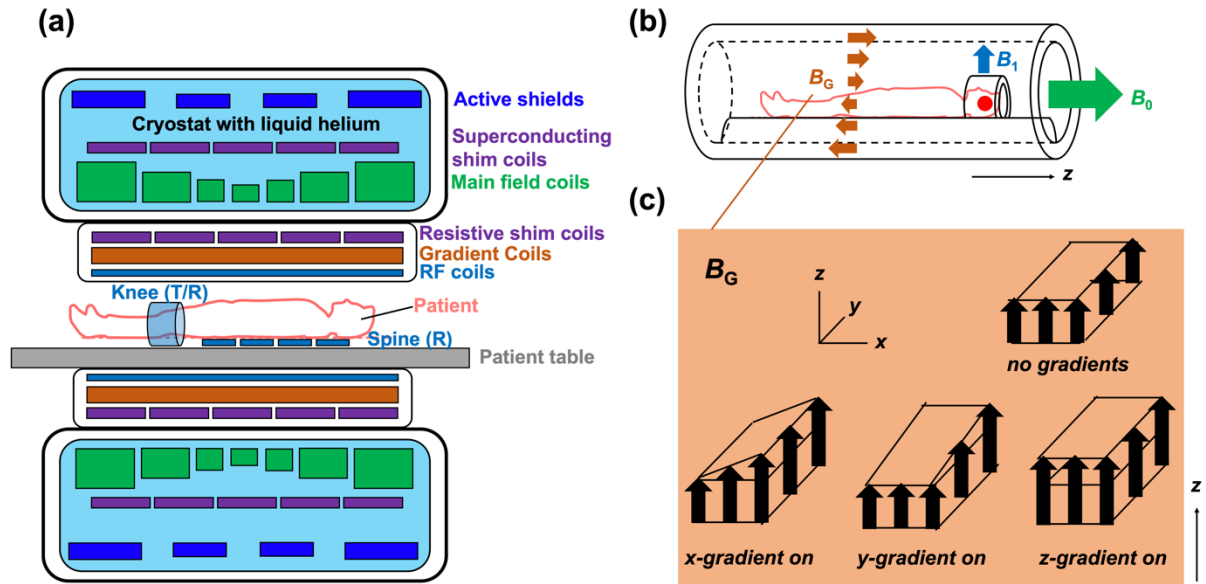 (a)
Active shields
Cryostat with liquid helium
Superconducting
shim coils
Main field coils
Resistive shim coils
Gradient Coils
RF coils
Knee (T/R)
Patient
Spine (R)
Patient table
(b)
B1
BG
B0
z
(c)
BG
z
y
x
no gradients
x-gradient on
y-gradient on
z-gradient on
z